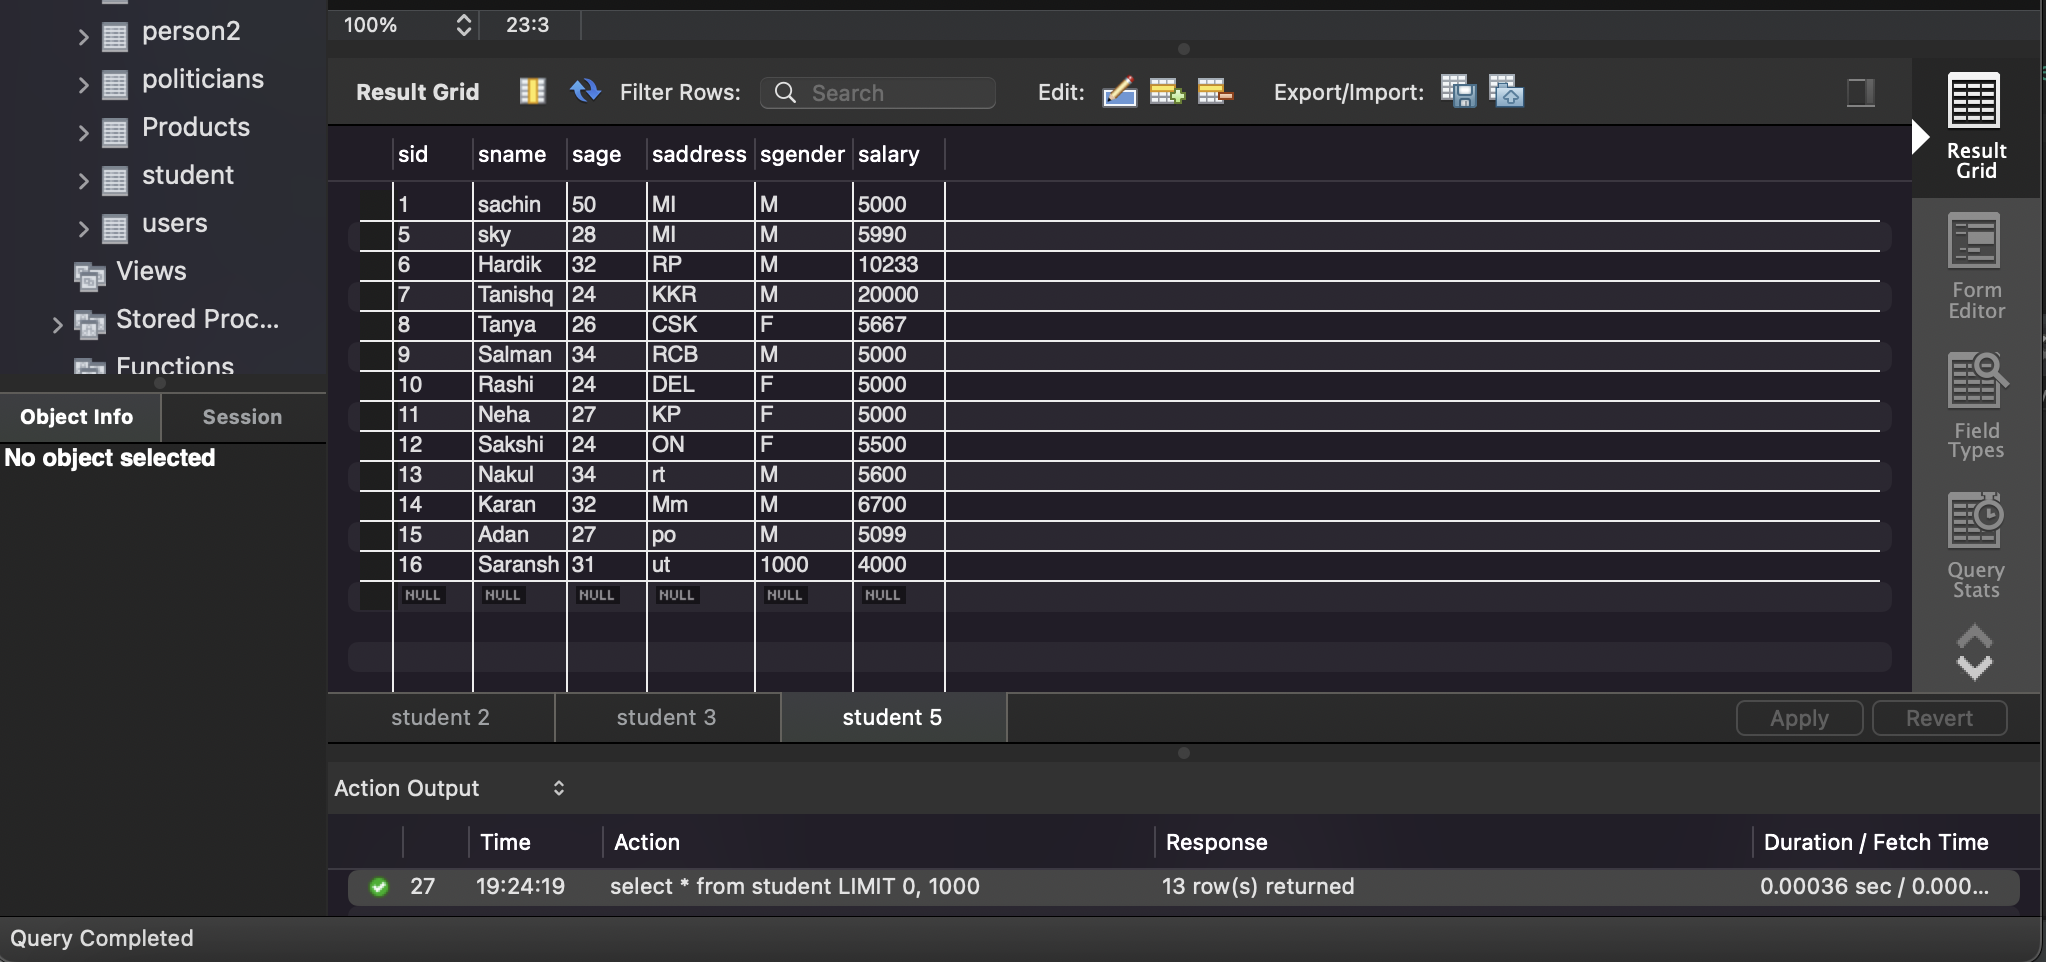 person2
politicians
Products
student
users
Views
Stored Proc...
Functions
Object Info Session
No object selected
100% 23:3
Result Grid Filter Rows: Search Edit: Export/Import:
sid sname sage saddress sgender salary
1 sachin 50 MI M 5000
5 sky 28 MI M 5990
6 Hardik 32 RP M 10233
7 Tanishq 24 KKR M 20000
8 Tanya 26 CSK F 5667
9 Salman 34 RCB M 5000
10 Rashi 24 DEL F 5000
11 Neha 27 KP F 5000
12 Sakshi 24 ON F 5500
13 Nakul 34 rt M 5600
14 Karan 32 Mm M 6700
15 Adan 27 po M 5099
16 Saransh 31 ut 1000 4000
NULL NULL NULL NULL NULL NULL
Result
Grid
Form
Editor
Field
Types
Query
Stats
student 2 student 3 student 5 Apply Revert
Action Output
Time Action Response Duration / Fetch Time
27 19:24:19 select * from student LIMIT 0, 1000 13 row(s) returned 0.00036 sec / 0.000...
Query Completed